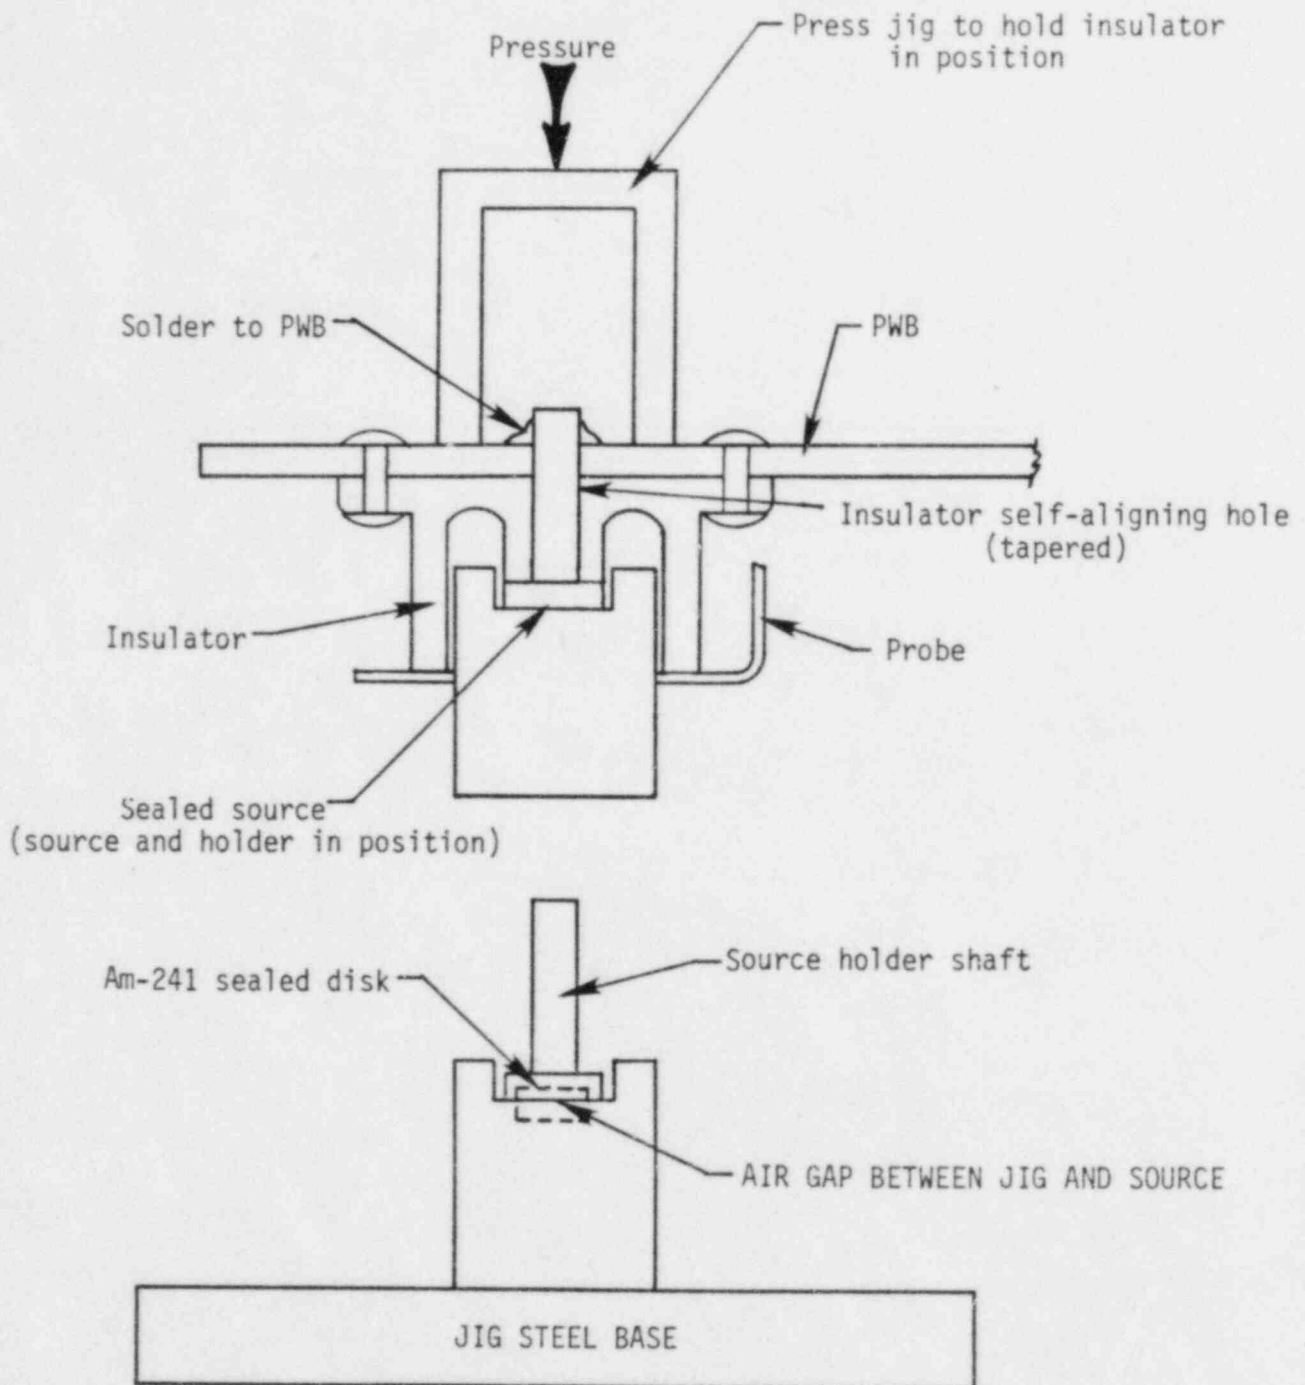 Press jig to hold insulator
in position
Pressure
Solder to PWB
PWB
Insulator self-aligning hole
(tapered)
Insulator
Probe
Sealed source
(source and holder in position)
Source holder shaft
Am-241 sealed disk
AIR GAP BETWEEN JIG AND SOURCE
JIG STEEL BASE